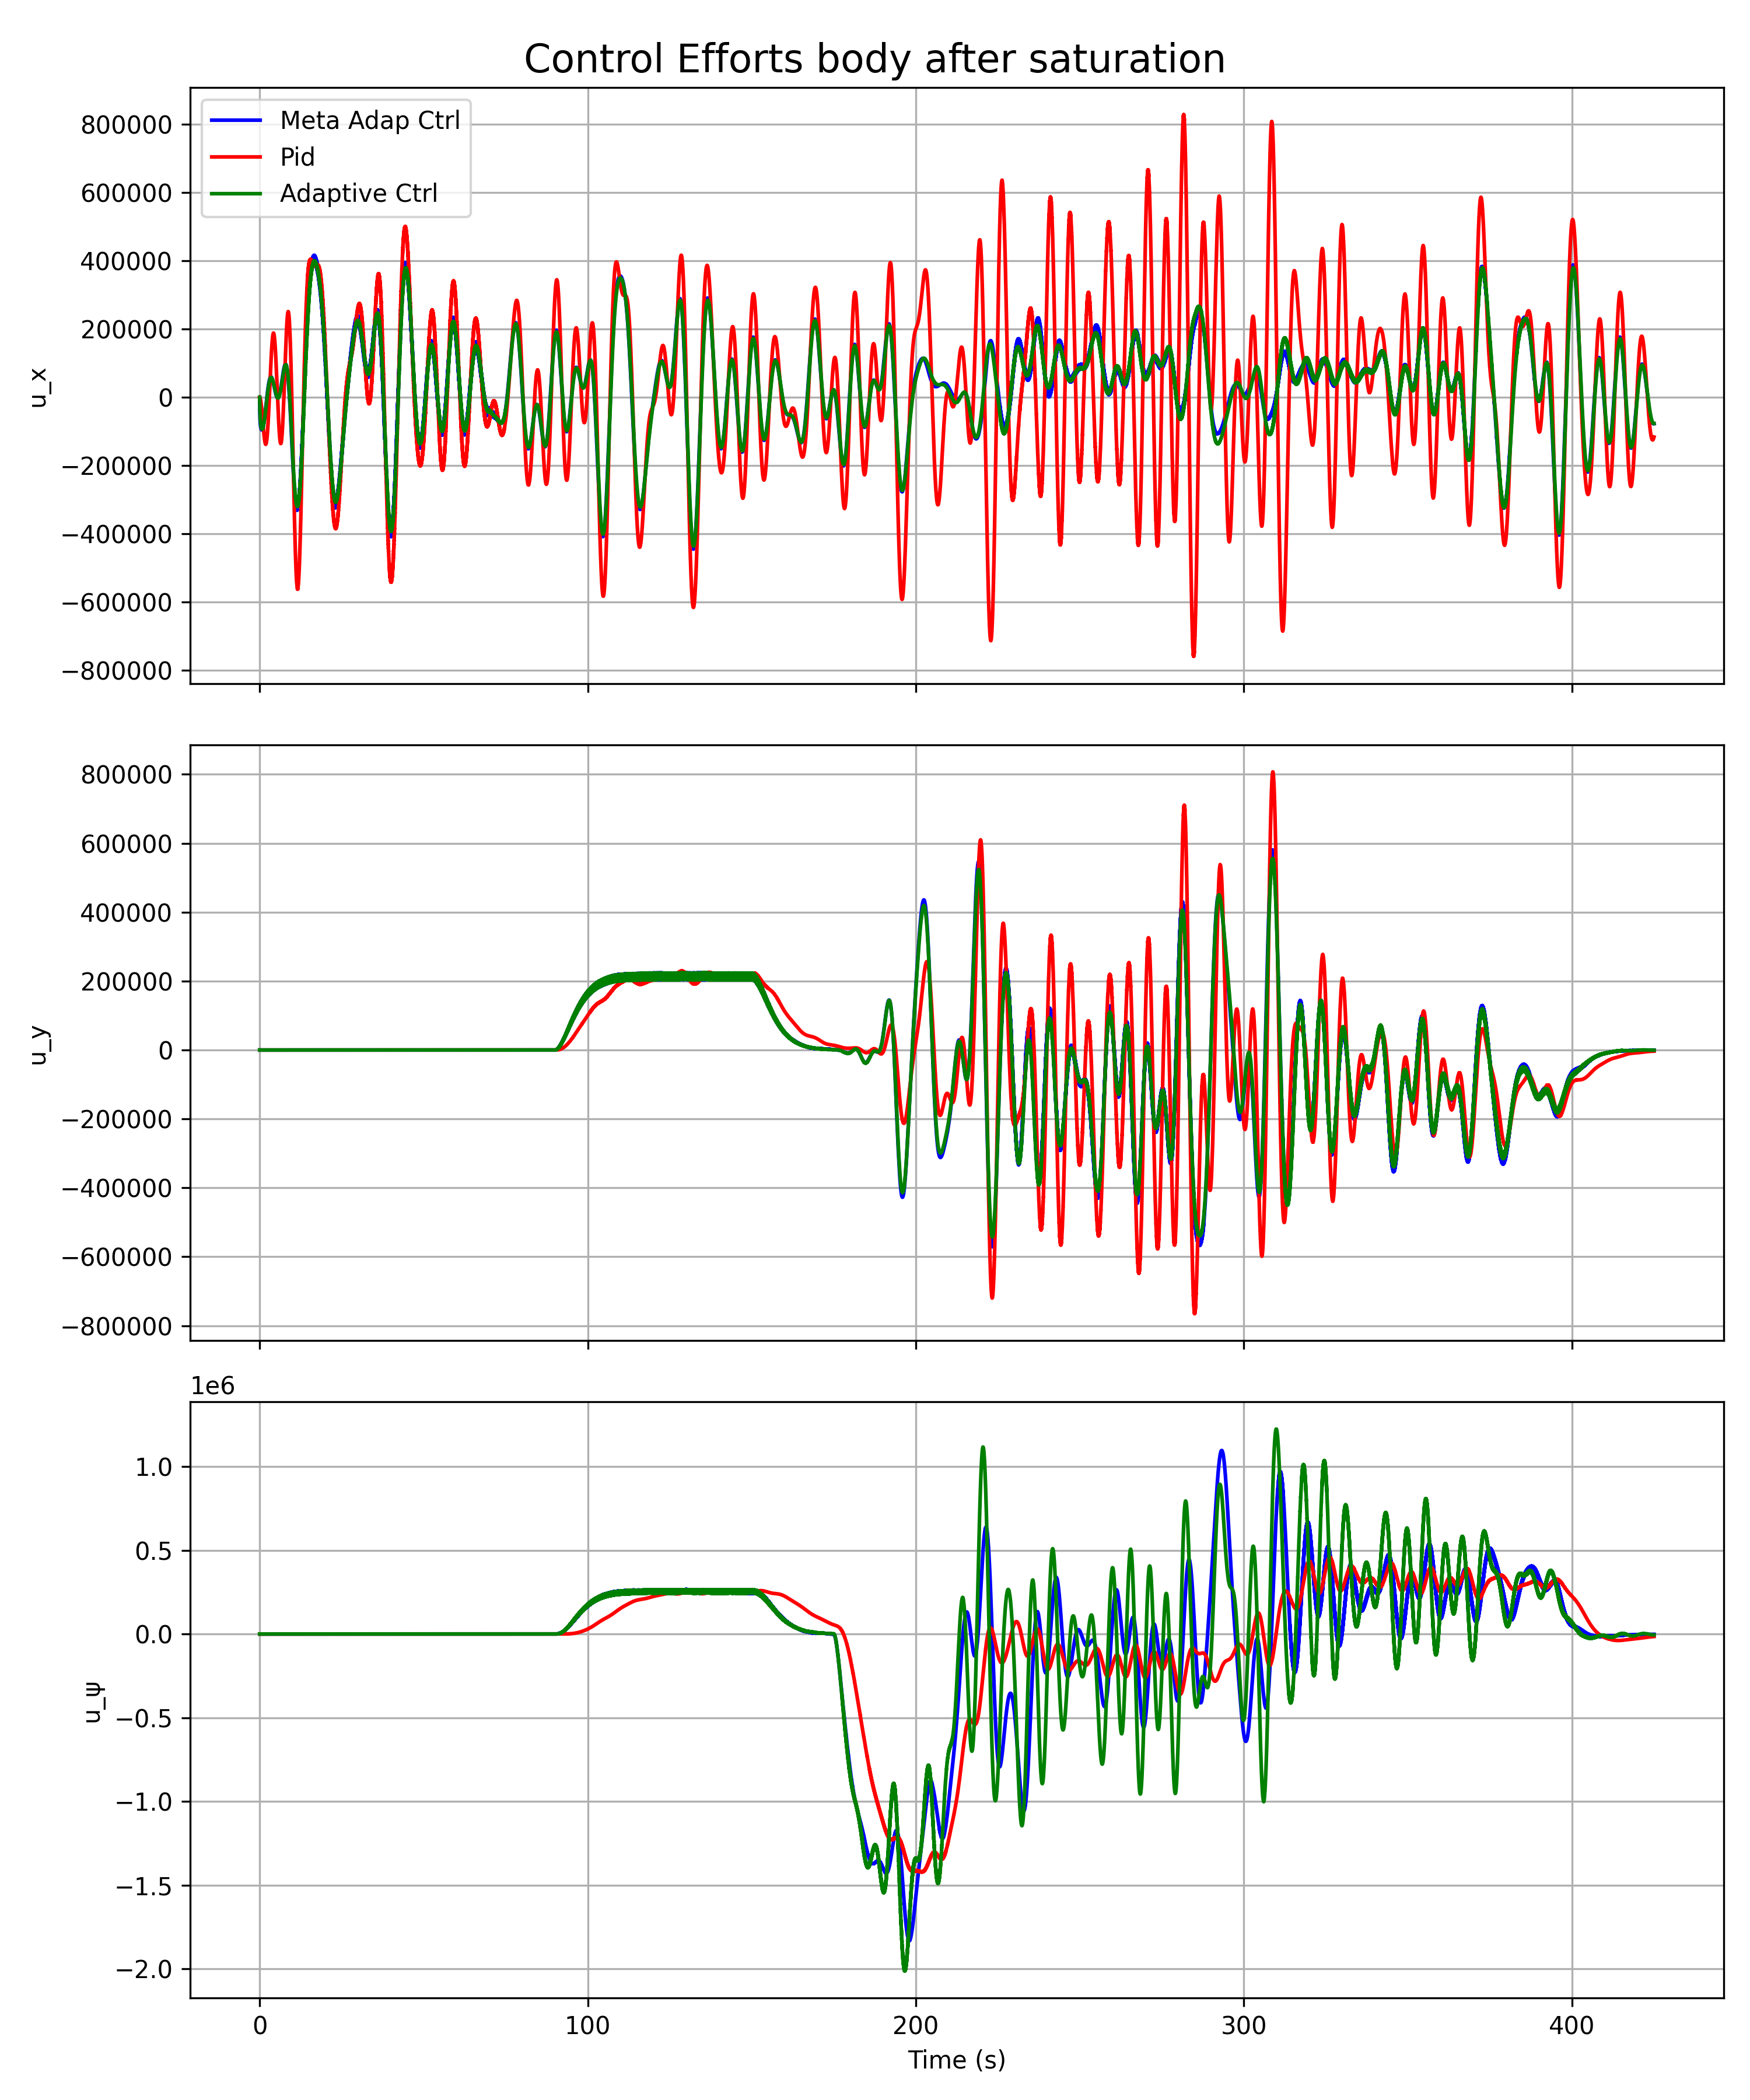 Control Efforts body after saturation
Meta Adap Ctrl
Pid
Adaptive Ctrl
800000
600000
400000
200000
0
−200000
−400000
−600000
−800000
u_x
800000
600000
400000
200000
0
−200000
−400000
−600000
−800000
u_y
1e6
1.0
0.5
0.0
−0.5
−1.0
−1.5
−2.0
u_ψ
0 100 200 300 400
Time (s)